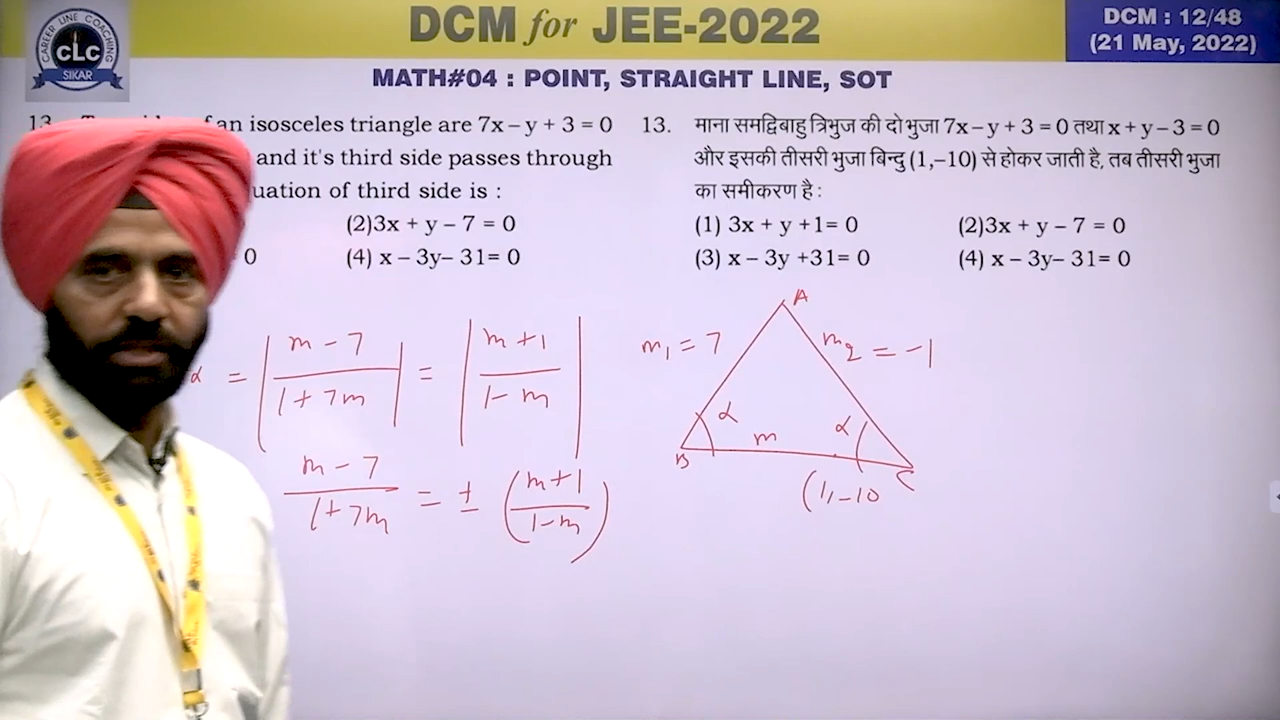 DCM for JEE-2022
DCM : 12/48
(21 May, 2022)
CAREER LINE COACHING
CLC
SIKAR
MATH#04 : POINT, STRAIGHT LINE, SOT
13. an isosceles triangle are 7x – y + 3 = 0
and it's third side passes through
uation of third side is :
(2)3x + y – 7 = 0
0 (4) x – 3y– 31= 0
13. माना समद्विबाहु त्रिभुज की दो भुजा 7x – y + 3 = 0 तथा x + y – 3 = 0
और इसकी तीसरी भुजा बिन्दु (1,–10) से होकर जाती है, तब तीसरी भुजा
का समीकरण है :
(1) 3x + y +1= 0 (2)3x + y – 7 = 0
(3) x – 3y +31= 0 (4) x – 3y– 31= 0
α = |m - 7 / 1 + 7m| = |m + 1 / 1 - m|
m - 7 / 1 + 7m = ± (m + 1 / 1 - m)
A
m₁ = 7 m₂ = -1
α α
m
B C
(1, -10